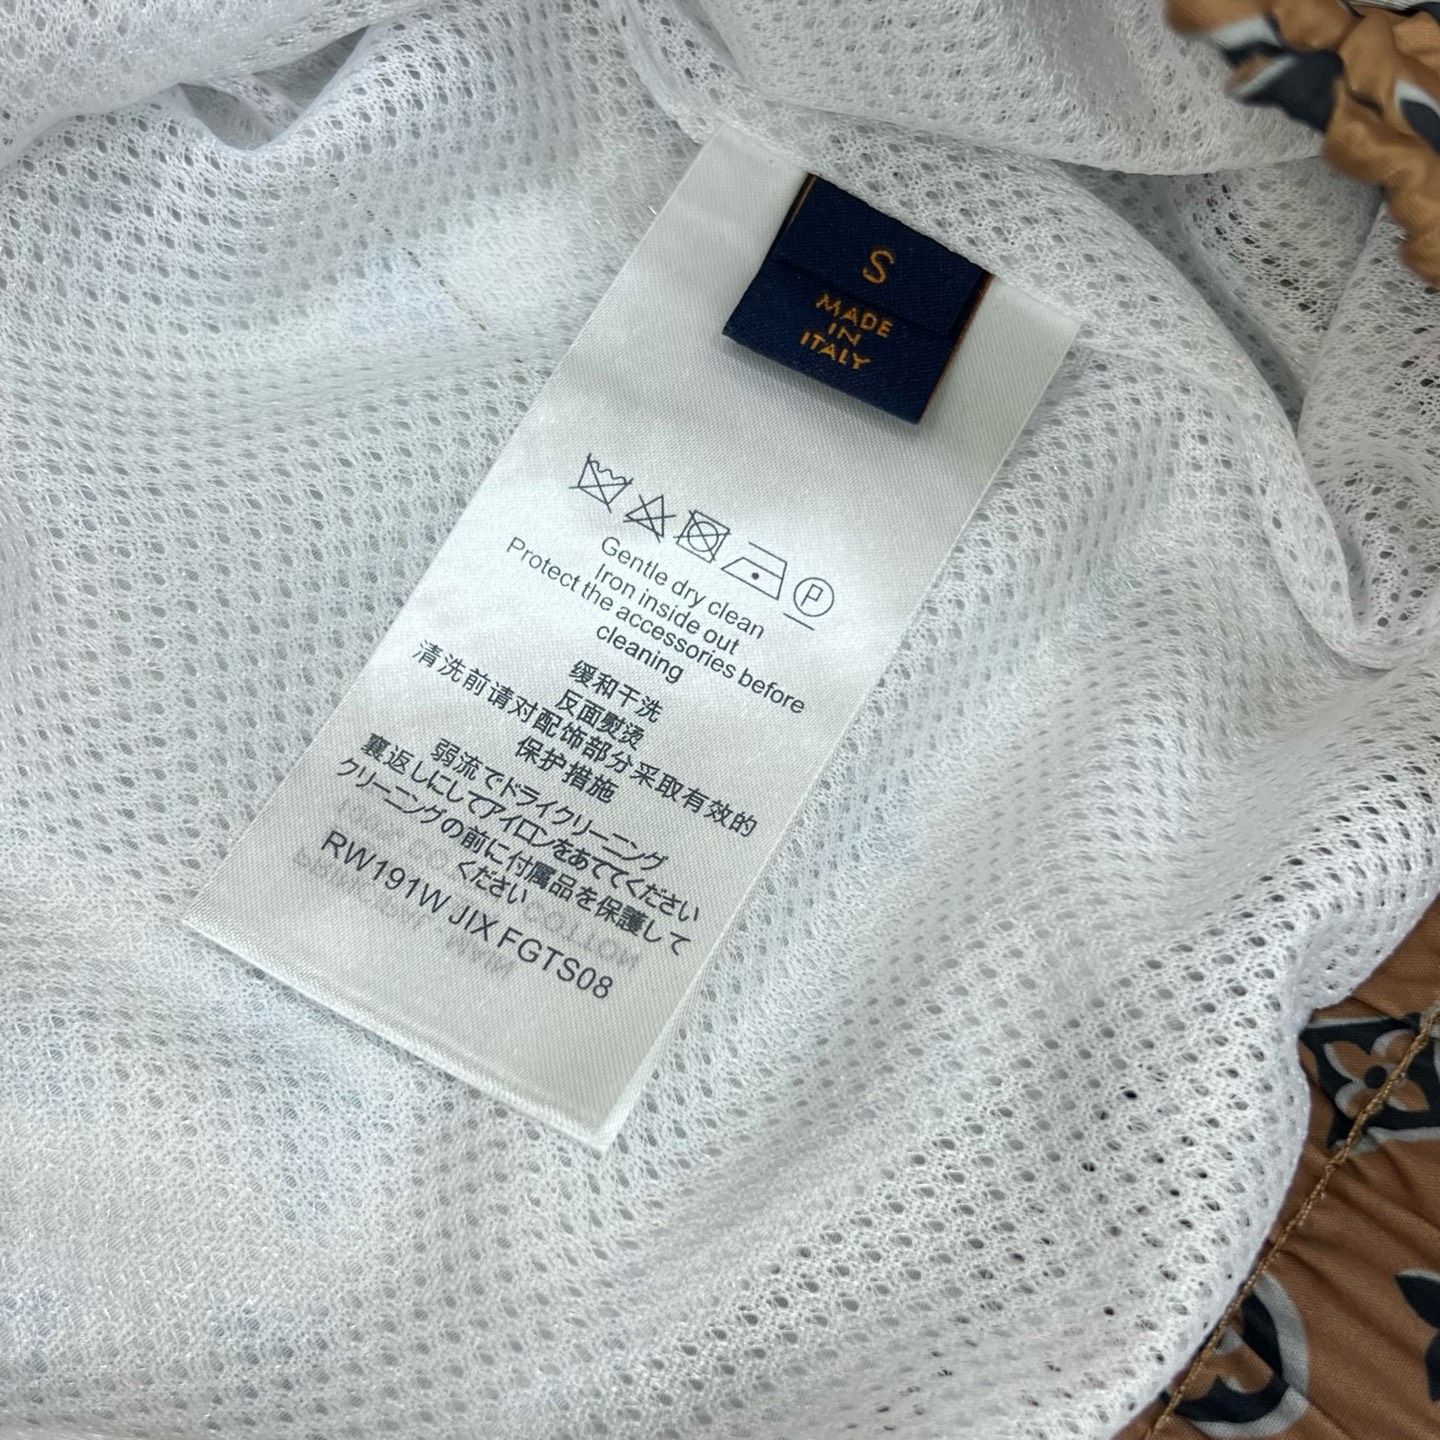 S
MADE
IN
ITALY
P
Gentle dry clean
Iron inside out
Protect the accessories before
cleaning
缓和干洗
反面熨烫
清洗前请对配饰部分采取有效的
保护措施
弱流でドライクリーニング
裏返しにしてアイロンをあててください
クリーニングの前に付属品を保護して
ください
RW191W JIX FGTS08